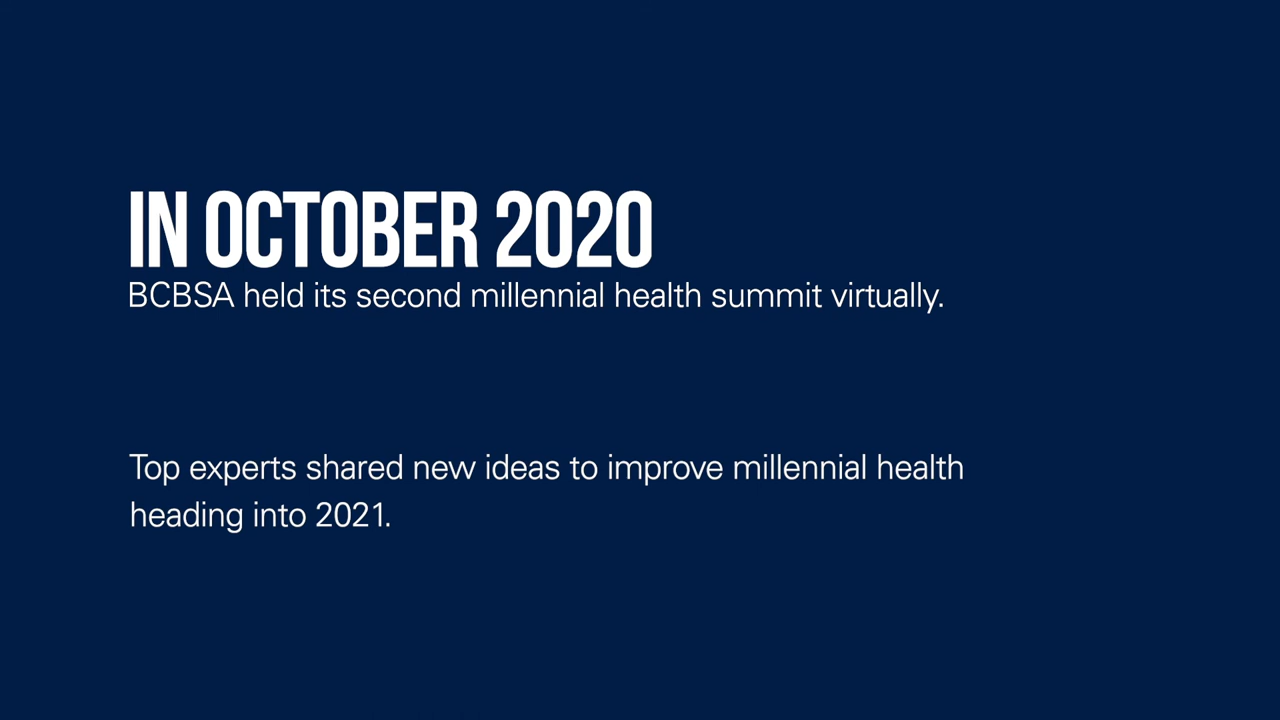 IN OCTOBER 2020
BCBSA held its second millennial health summit virtually.
Top experts shared new ideas to improve millennial health
heading into 2021.